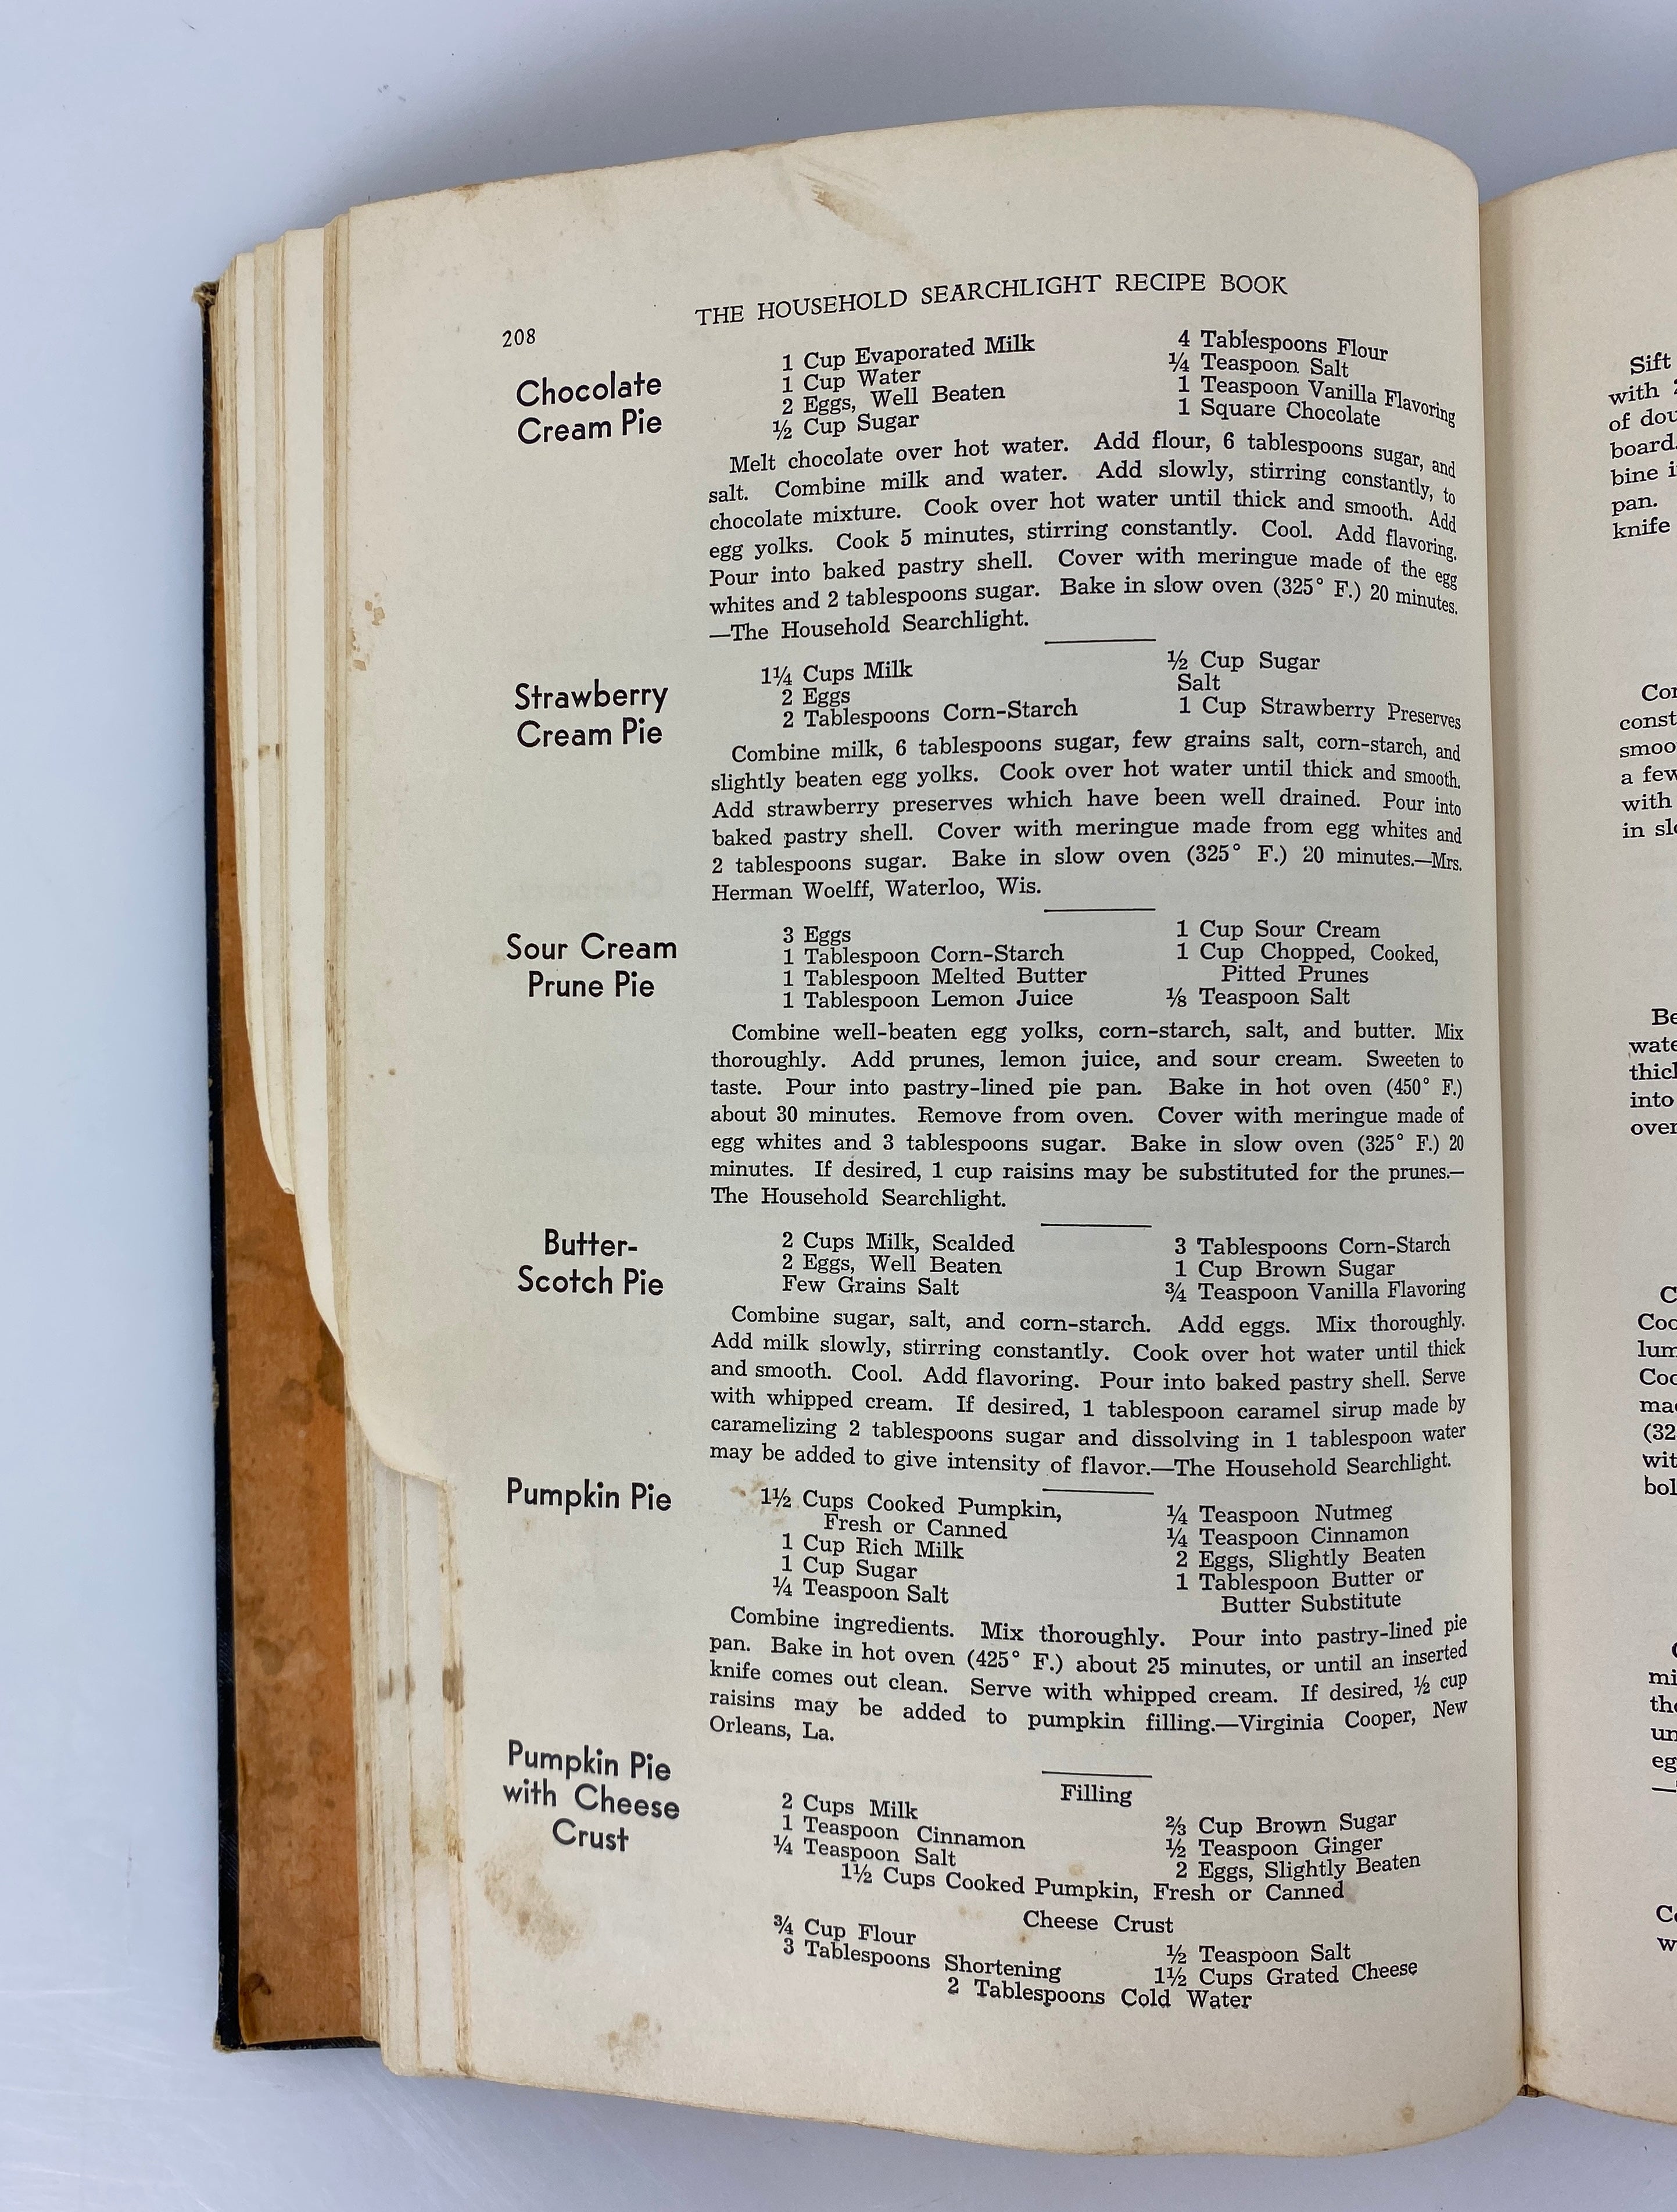 208
THE HOUSEHOLD SEARCHLIGHT RECIPE BOOK
Chocolate
Cream Pie
1 Cup Evaporated Milk
1 Cup Water
2 Eggs, Well Beaten
½ Cup Sugar
4 Tablespoons Flour
¼ Teaspoon Salt
1 Teaspoon Vanilla Flavoring
1 Square Chocolate
Melt chocolate over hot water. Add flour, 6 tablespoons sugar, and
salt. Combine milk and water. Add slowly, stirring constantly, to
chocolate mixture. Cook over hot water until thick and smooth. Add
egg yolks. Cook 5 minutes, stirring constantly. Cool. Add flavoring.
Pour into baked pastry shell. Cover with meringue made of the egg
whites and 2 tablespoons sugar. Bake in slow oven (325° F.) 20 minutes.
—The Household Searchlight.
Strawberry
Cream Pie
1¼ Cups Milk
2 Eggs
2 Tablespoons Corn-Starch
½ Cup Sugar
Salt
1 Cup Strawberry Preserves
Combine milk, 6 tablespoons sugar, few grains salt, corn-starch, and
slightly beaten egg yolks. Cook over hot water until thick and smooth.
Add strawberry preserves which have been well drained. Pour into
baked pastry shell. Cover with meringue made from egg whites and
2 tablespoons sugar. Bake in slow oven (325° F.) 20 minutes.—Mrs.
Herman Woelff, Waterloo, Wis.
Sour Cream
Prune Pie
3 Eggs
1 Tablespoon Corn-Starch
1 Tablespoon Melted Butter
1 Tablespoon Lemon Juice
1 Cup Sour Cream
1 Cup Chopped, Cooked,
Pitted Prunes
⅛ Teaspoon Salt
Combine well-beaten egg yolks, corn-starch, salt, and butter. Mix
thoroughly. Add prunes, lemon juice, and sour cream. Sweeten to
taste. Pour into pastry-lined pie pan. Bake in hot oven (450° F.)
about 30 minutes. Remove from oven. Cover with meringue made of
egg whites and 3 tablespoons sugar. Bake in slow oven (325° F.) 20
minutes. If desired, 1 cup raisins may be substituted for the prunes.—
The Household Searchlight.
Butter-
Scotch Pie
2 Cups Milk, Scalded
2 Eggs, Well Beaten
Few Grains Salt
3 Tablespoons Corn-Starch
1 Cup Brown Sugar
¾ Teaspoon Vanilla Flavoring
Combine sugar, salt, and corn-starch. Add eggs. Mix thoroughly.
Add milk slowly, stirring constantly. Cook over hot water until thick
and smooth. Cool. Add flavoring. Pour into baked pastry shell. Serve
with whipped cream. If desired, 1 tablespoon caramel sirup made by
caramelizing 2 tablespoons sugar and dissolving in 1 tablespoon water
may be added to give intensity of flavor.—The Household Searchlight.
Pumpkin Pie
1½ Cups Cooked Pumpkin,
Fresh or Canned
1 Cup Rich Milk
1 Cup Sugar
¼ Teaspoon Salt
¼ Teaspoon Nutmeg
¼ Teaspoon Cinnamon
2 Eggs, Slightly Beaten
1 Tablespoon Butter or
Butter Substitute
Combine ingredients. Mix thoroughly. Pour into pastry-lined pie
pan. Bake in hot oven (425° F.) about 25 minutes, or until an inserted
knife comes out clean. Serve with whipped cream. If desired, ½ cup
raisins may be added to pumpkin filling.—Virginia Cooper, New
Orleans, La.
Pumpkin Pie
with Cheese
Crust
Filling
2 Cups Milk
1 Teaspoon Cinnamon
¼ Teaspoon Salt
⅔ Cup Brown Sugar
½ Teaspoon Ginger
2 Eggs, Slightly Beaten
1½ Cups Cooked Pumpkin, Fresh or Canned
Cheese Crust
¾ Cup Flour
3 Tablespoons Shortening
½ Teaspoon Salt
1½ Cups Grated Cheese
2 Tablespoons Cold Water
Sift
with
of
board.
pan.
knife
a few
with
into